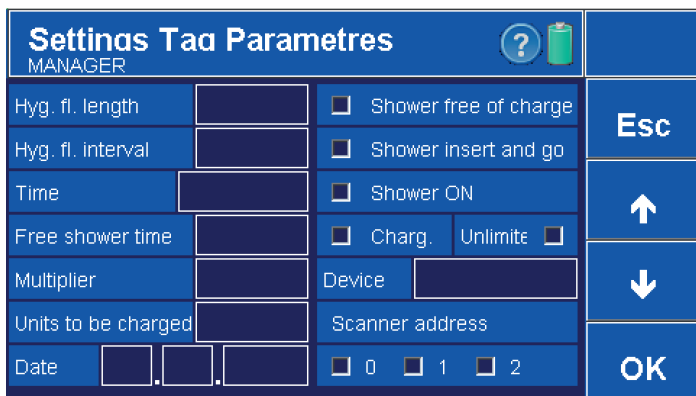 Settings Tag Parametres
?
MANAGER
Hyg. fl. length
Shower free of charge
Esc
Hyg. fl. interval
Shower insert and go
Time
Shower ON
Free shower time
Charg.
Unlimite
Multiplier
Device
Units to be charged
Scanner address
Date
.
.
0
1
2
OK